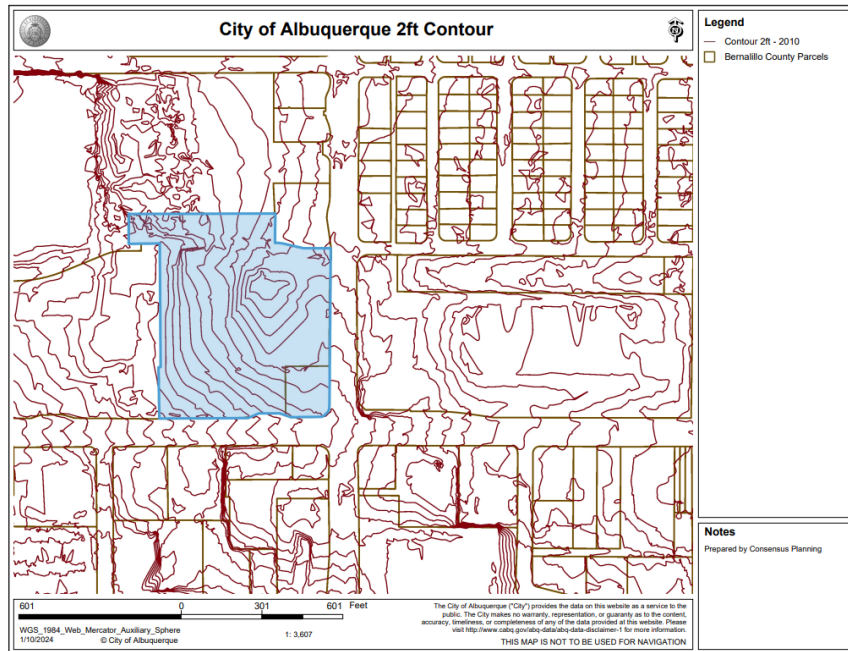 City of Albuquerque 2ft Contour
Legend
Contour 2ft - 2010
Bernalillo County Parcels
Notes
Prepared by Consensus Planning
601 0 301 601 Feet
WGS_1984_Web_Mercator_Auxiliary_Sphere
1/10/2024 © City of Albuquerque
1: 3,607
The City of Albuquerque ("City") provides the data on this website as a service to the
public. The City makes no warranty, representation, or guaranty as to the content,
accuracy, timeliness, or completeness of any of the data provided at this website. Please
visit http://www.cabq.gov/abq-data/abq-data-disclaimer-1 for more information.
THIS MAP IS NOT TO BE USED FOR NAVIGATION